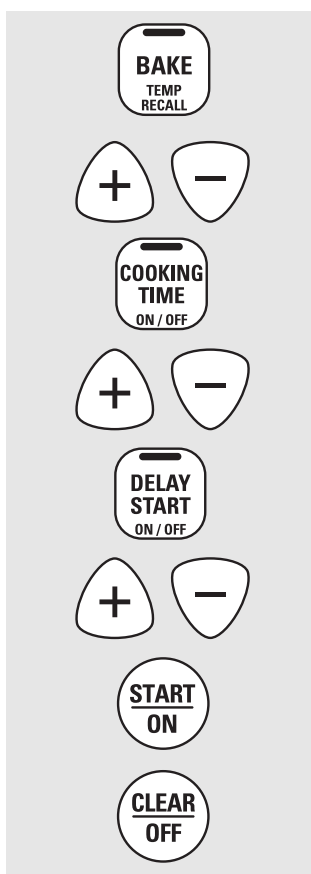 BAKE
TEMP
RECALL
+ −
COOKING
TIME
ON / OFF
+ −
DELAY
START
ON / OFF
+ −
START
ON
CLEAR
OFF